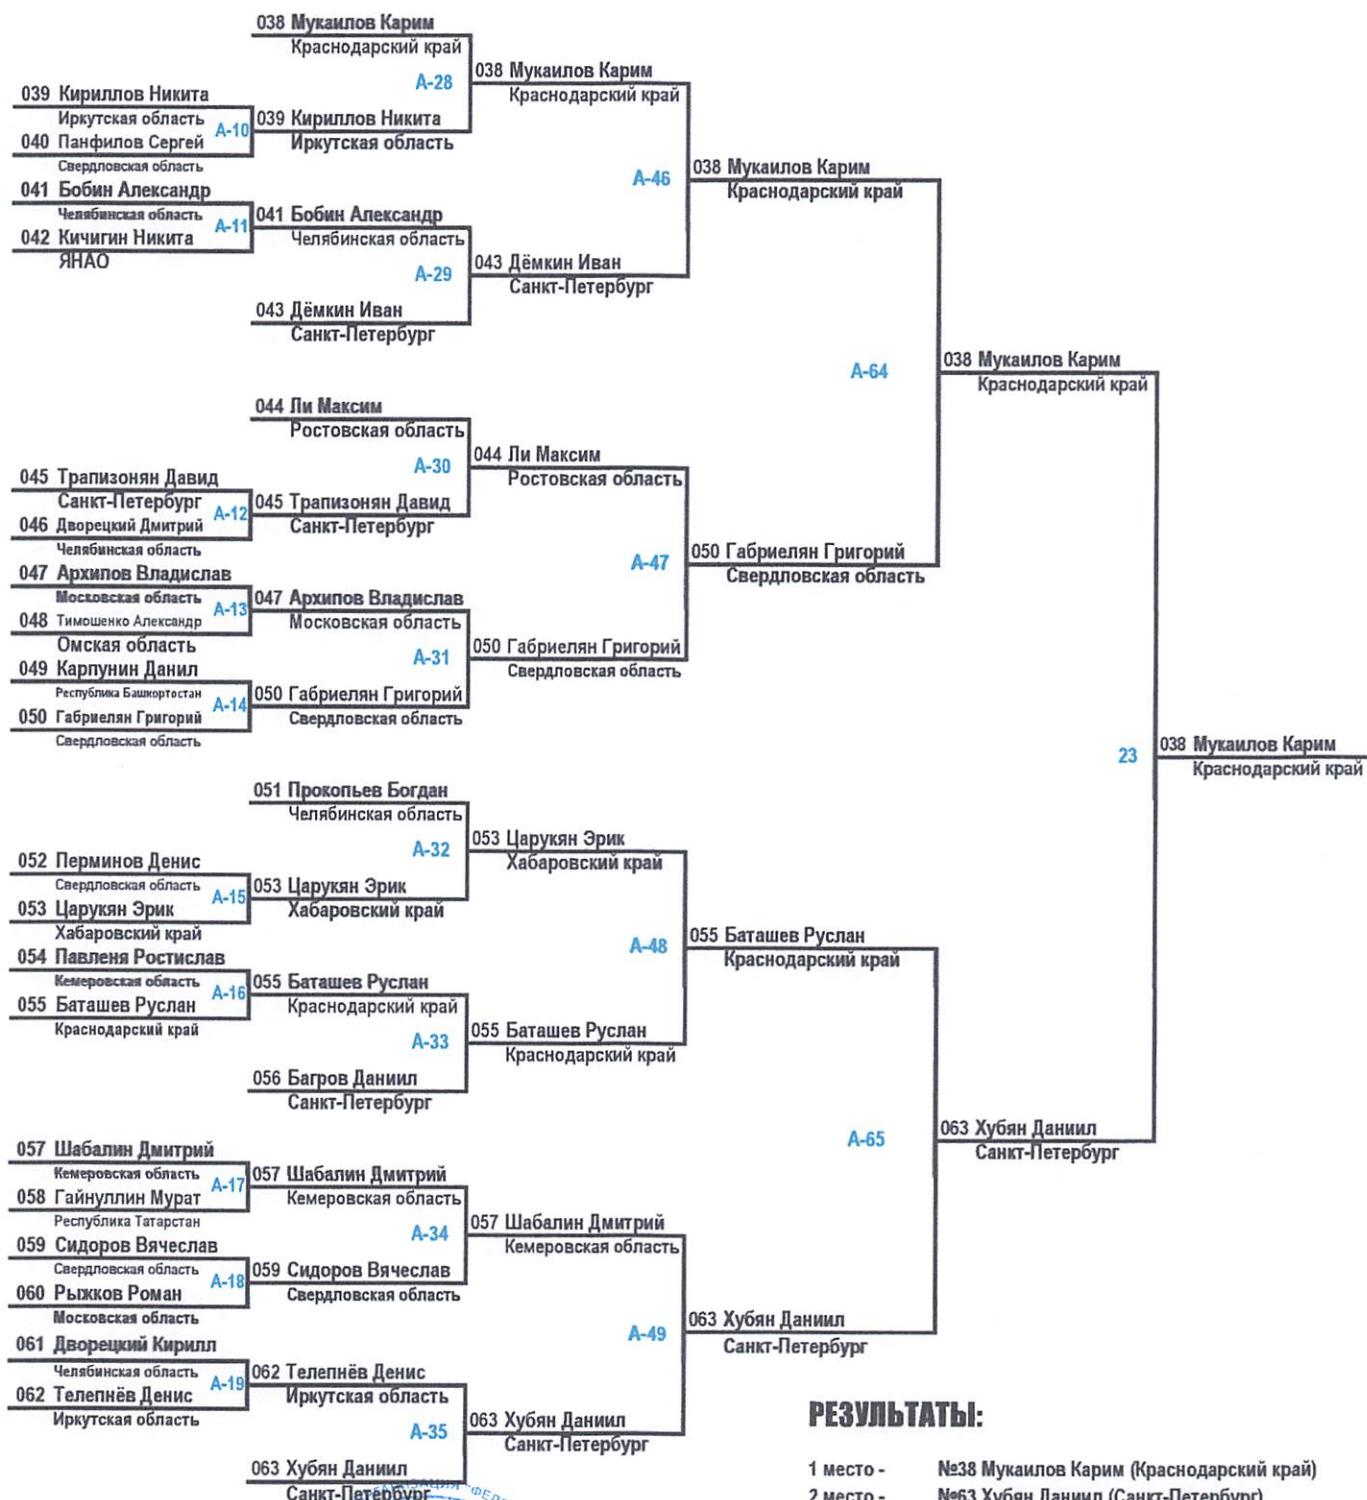 038 Мукаилов Карим
Краснодарский край
A-28
038 Мукаилов Карим
Краснодарский край
039 Кириллов Никита
Иркутская область
A-10
040 Панфилов Сергей
Свердловская область
039 Кириллов Никита
Иркутская область
A-46
038 Мукаилов Карим
Краснодарский край
041 Бобин Александр
Челябинская область
A-11
042 Кичигин Никита
ЯНАО
041 Бобин Александр
Челябинская область
A-29
043 Дёмкин Иван
Санкт-Петербург
043 Дёмкин Иван
Санкт-Петербург
A-64
038 Мукаилов Карим
Краснодарский край
044 Ли Максим
Ростовская область
A-30
044 Ли Максим
Ростовская область
045 Трапизонян Давид
Санкт-Петербург
A-12
046 Дворецкий Дмитрий
Челябинская область
045 Трапизонян Давид
Санкт-Петербург
A-47
050 Габриелян Григорий
Свердловская область
047 Архипов Владислав
Московская область
A-13
048 Тимошенко Александр
Омская область
047 Архипов Владислав
Московская область
A-31
050 Габриелян Григорий
Свердловская область
049 Карпунин Данил
Республика Башкортостан
A-14
050 Габриелян Григорий
Свердловская область
050 Габриелян Григорий
Свердловская область
23
038 Мукаилов Карим
Краснодарский край
051 Прокопьев Богдан
Челябинская область
A-32
053 Царукян Эрик
Хабаровский край
052 Перминов Денис
Свердловская область
A-15
053 Царукян Эрик
Хабаровский край
053 Царукян Эрик
Хабаровский край
A-48
055 Баташев Руслан
Краснодарский край
054 Павленя Ростислав
Кемеровская область
A-16
055 Баташев Руслан
Краснодарский край
055 Баташев Руслан
Краснодарский край
A-33
055 Баташев Руслан
Краснодарский край
056 Багров Даниил
Санкт-Петербург
A-65
063 Хубян Даниил
Санкт-Петербург
057 Шабалин Дмитрий
Кемеровская область
A-17
058 Гайнуллин Мурат
Республика Татарстан
057 Шабалин Дмитрий
Кемеровская область
A-34
057 Шабалин Дмитрий
Кемеровская область
059 Сидоров Вячеслав
Свердловская область
A-18
060 Рыжков Роман
Московская область
059 Сидоров Вячеслав
Свердловская область
A-49
063 Хубян Даниил
Санкт-Петербург
061 Дворецкий Кирилл
Челябинская область
A-19
062 Телепнёв Денис
Иркутская область
062 Телепнёв Денис
Иркутская область
A-35
063 Хубян Даниил
Санкт-Петербург
063 Хубян Даниил
Санкт-Петербург
РЕЗУЛЬТАТЫ:
1 место - №38 Мукаилов Карим (Краснодарский край)
2 место - №63 Хубян Даниил (Санкт-Петербург)